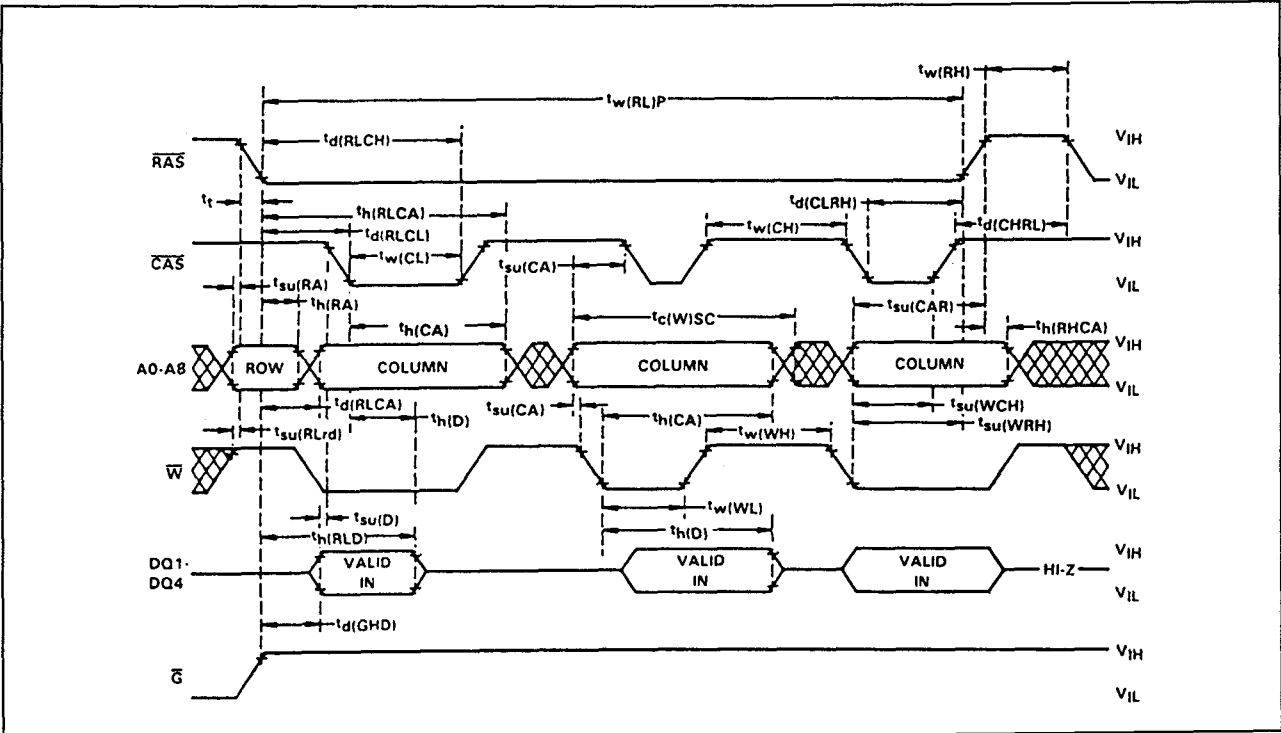 tw(RH)
tw(RL)P
td(RLCH)
VIH
RAS
VIL
tt
th(RLCA)
td(CLRH)
td(RLCL)
tw(CH)
td(CHRL)
VIH
CAS
tw(CL)
tsu(CA)
VIL
tsu(RA)
th(RA)
tsu(CAR)
th(CA)
tc(W)SC
th(RHCA)
VIH
A0-A8
ROW
COLUMN
COLUMN
COLUMN
VIL
td(RLCA)
th(D)
tsu(CA)
th(CA)
tsu(WCH)
tsu(RLrd)
tw(WH)
tsu(WRH)
VIH
W
VIL
tsu(D)
tw(WL)
th(RLD)
th(D)
DQ1-
DQ4
VALID
IN
VALID
IN
VALID
IN
HI-Z
VIH
VIL
td(GHD)
VIH
G
VIL